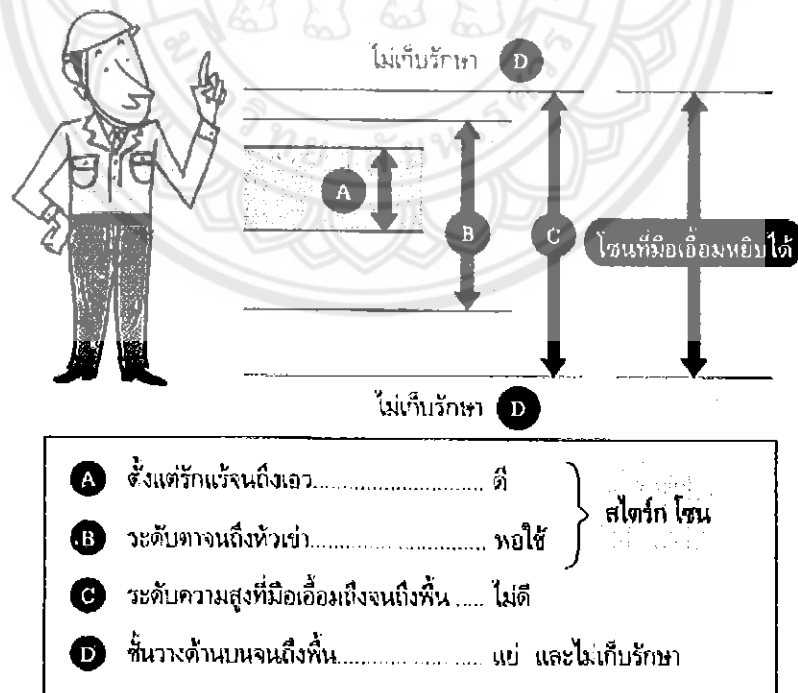 ไม่เก็บรักษา D
A
B
C
โซนที่มือเอื้อมหยิบได้
ไม่เก็บรักษา D
A ตั้งแต่รักแร้จนถึงเอว........................ ดี
B ระดับตาจนถึงหัวเข่า........................ พอใช้
สไตร์ก โซน
C ระดับความสูงที่มือเอื้อมถึงจนถึงพื้น ..... ไม่ดี
D ชั้นวางด้านบนจนถึงพื้น........................ แย่ และไม่เก็บรักษา